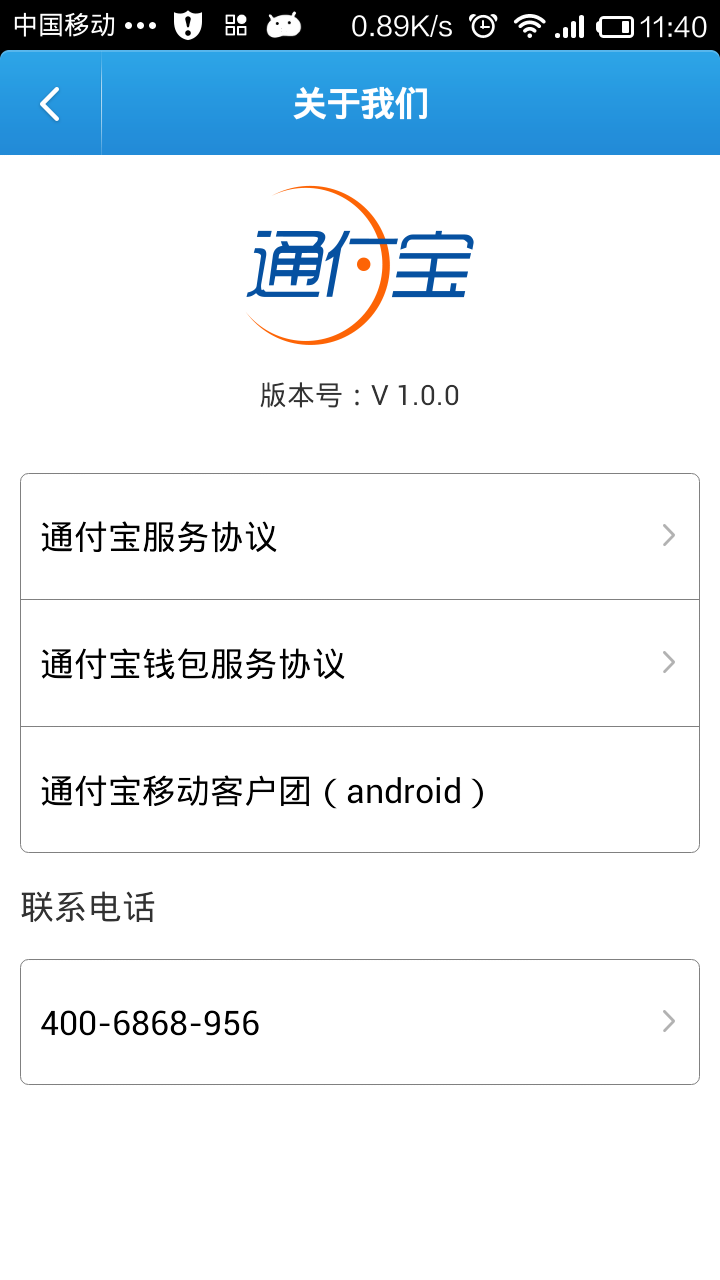 中国移动 ••• 0.89K/s 11:40
关于我们
通付宝
版本号：V 1.0.0
通付宝服务协议
通付宝钱包服务协议
通付宝移动客户团（android）
联系电话
400-6868-956